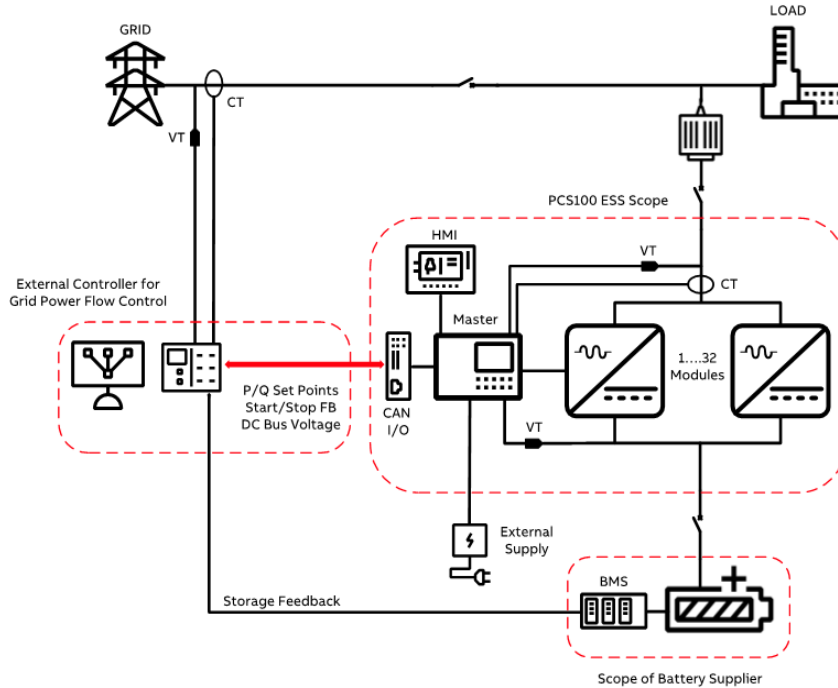 LOAD
GRID
CT
VT
PCS100 ESS Scope
HMI
VT
External Controller for
Grid Power Flow Control
CT
Master
1....32
Modules
P/Q Set Points
Start/Stop FB
DC Bus Voltage
CAN
I/O
VT
External
Supply
BMS
Storage Feedback
Scope of Battery Supplier